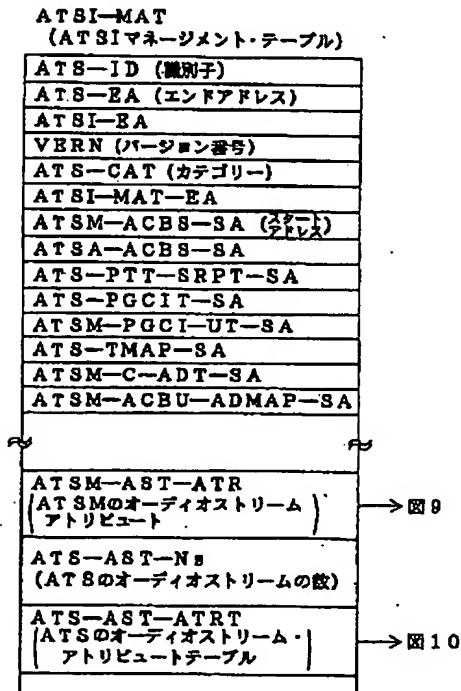 ATSI—MAT
(ATSIマネージメント・テーブル)
ATS—ID (識別子)
ATS—EA (エンドアドレス)
ATSI—EA
VERN (バージョン番号)
ATS—CAT (カテゴリー)
ATSI—MAT—EA
ATSM—ACBS—SA (スタートアドレス)
ATSA—ACBS—SA
ATS—PTT—SRPT—SA
ATS—PGCIT—SA
ATSM—PGCI—UT—SA
ATS—TMAP—SA
ATSM—C—ADT—SA
ATSM—ACBU—ADMAP—SA
ATSM—AST—ATR
(ATSMのオーディオストリーム
アトリビュート)
→図9
ATS—AST—Ns
(ATSのオーディオストリームの数)
ATS—AST—ATRT
(ATSのオーディオストリーム・
アトリビュートテーブル)
→図10